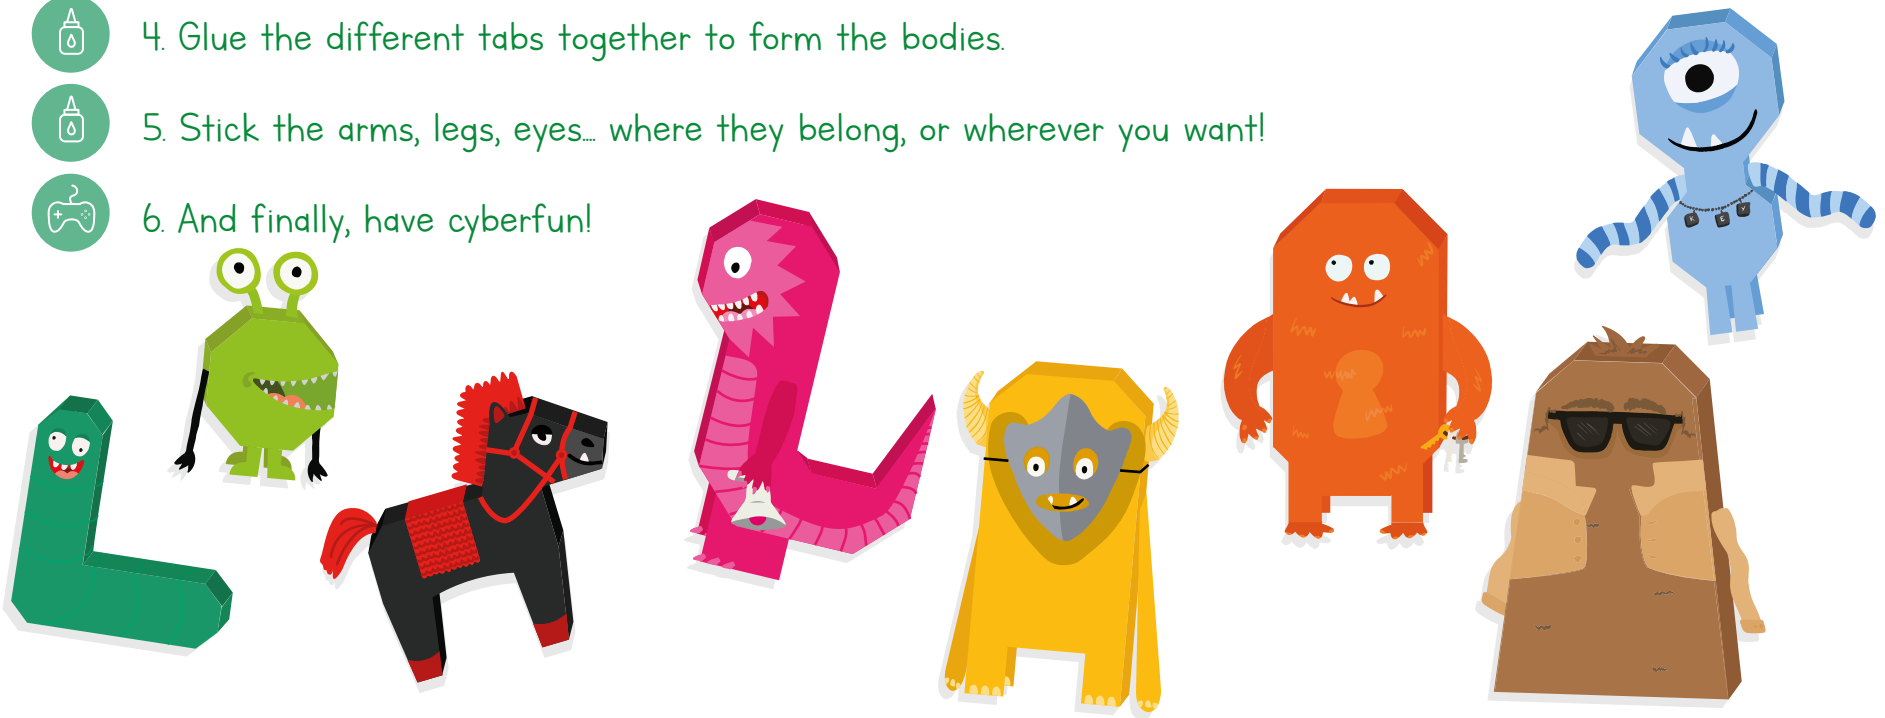 4. Glue the different tabs together to form the bodies.
5. Stick the arms, legs, eyes... where they belong, or wherever you want!
6. And finally, have cyberfun!
K E Y